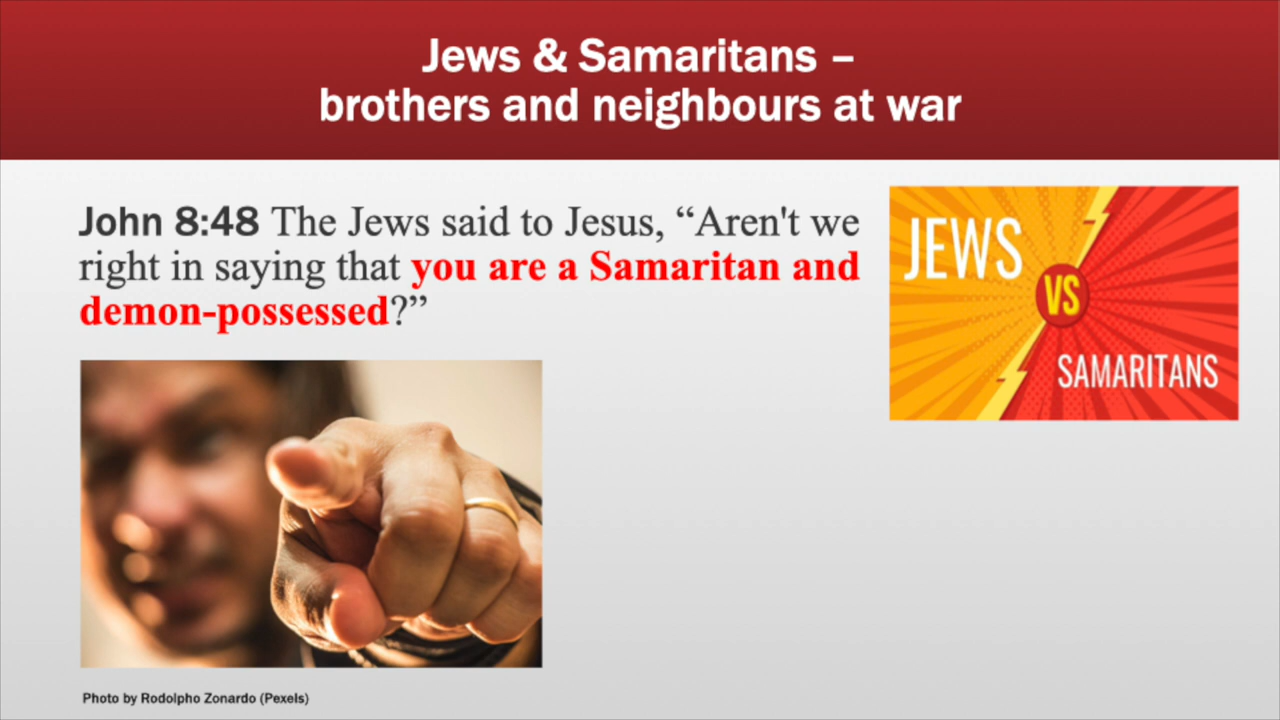 Jews & Samaritans –
brothers and neighbours at war
John 8:48 The Jews said to Jesus, “Aren't we
right in saying that you are a Samaritan and
demon-possessed?”
JEWS
VS
SAMARITANS
Photo by Rodolpho Zonardo (Pexels)